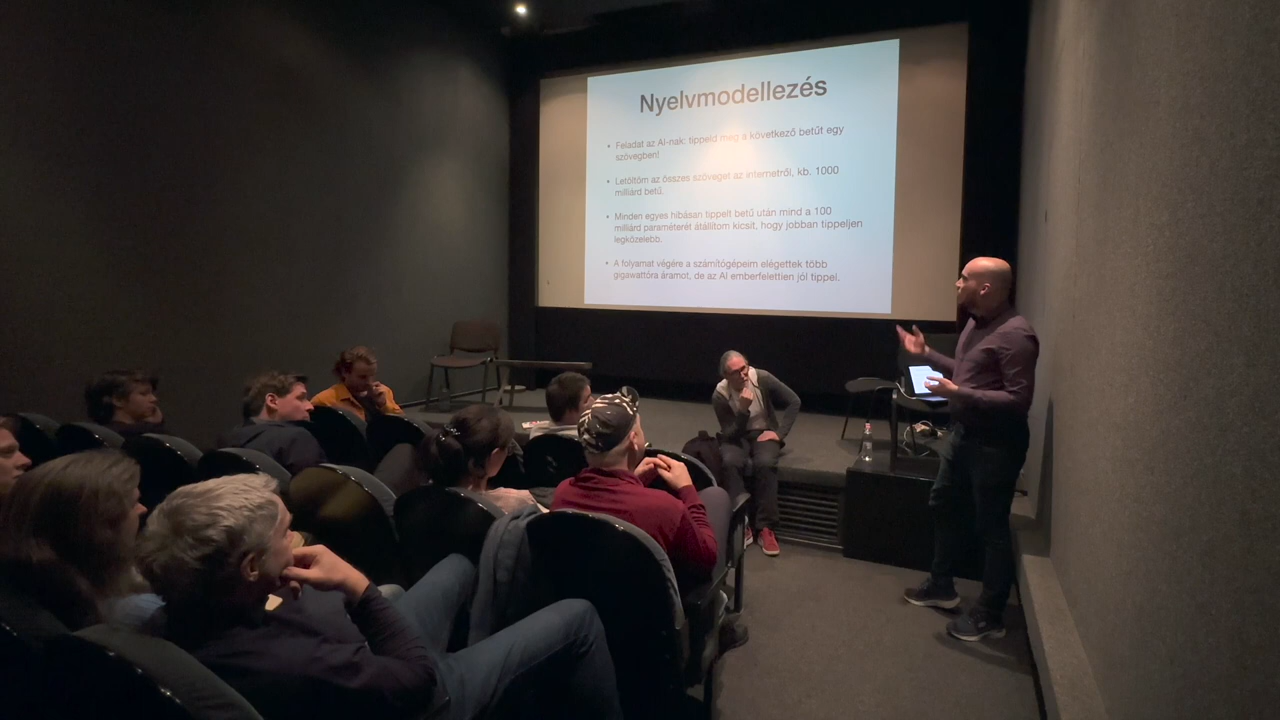 Nyelvmodellezés
• Feladat az AI-nak: tippeld meg a következő betűt egy
szövegben!
• Letöltöm az összes szöveget az internetről, kb. 1000
milliárd betű.
• Minden egyes hibásan tippelt betű után mind a 100
milliárd paraméterét átállítom kicsit, hogy jobban tippeljen
legközelebb.
• A folyamat végére a számítógépeim elégettek több
gigawattóra áramot, de az AI emberfelettien jól tippel.